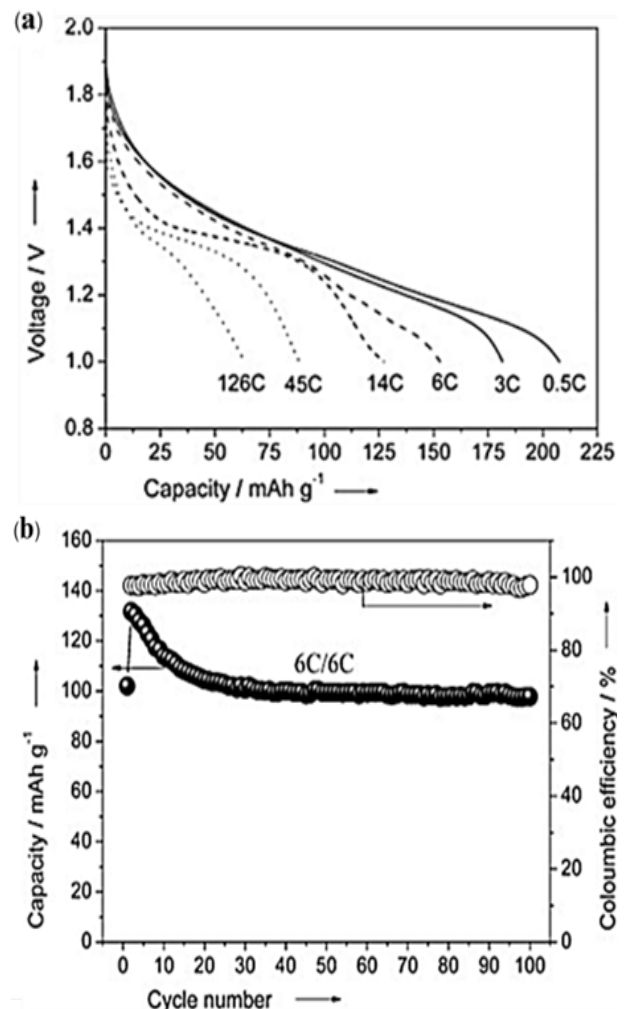 (a)
2.0
1.8
1.6
1.4
1.2
1.0
0.8
Voltage / V
126C 45C 14C 6C 3C 0.5C
0 25 50 75 100 125 150 175 200 225
Capacity / mAh g⁻¹
(b)
160
140
120
100
80
60
40
20
0
Capacity / mAh g⁻¹
6C/6C
100
80
60
40
20
0
Coloumbic efficiency / %
0 10 20 30 40 50 60 70 80 90 100
Cycle number